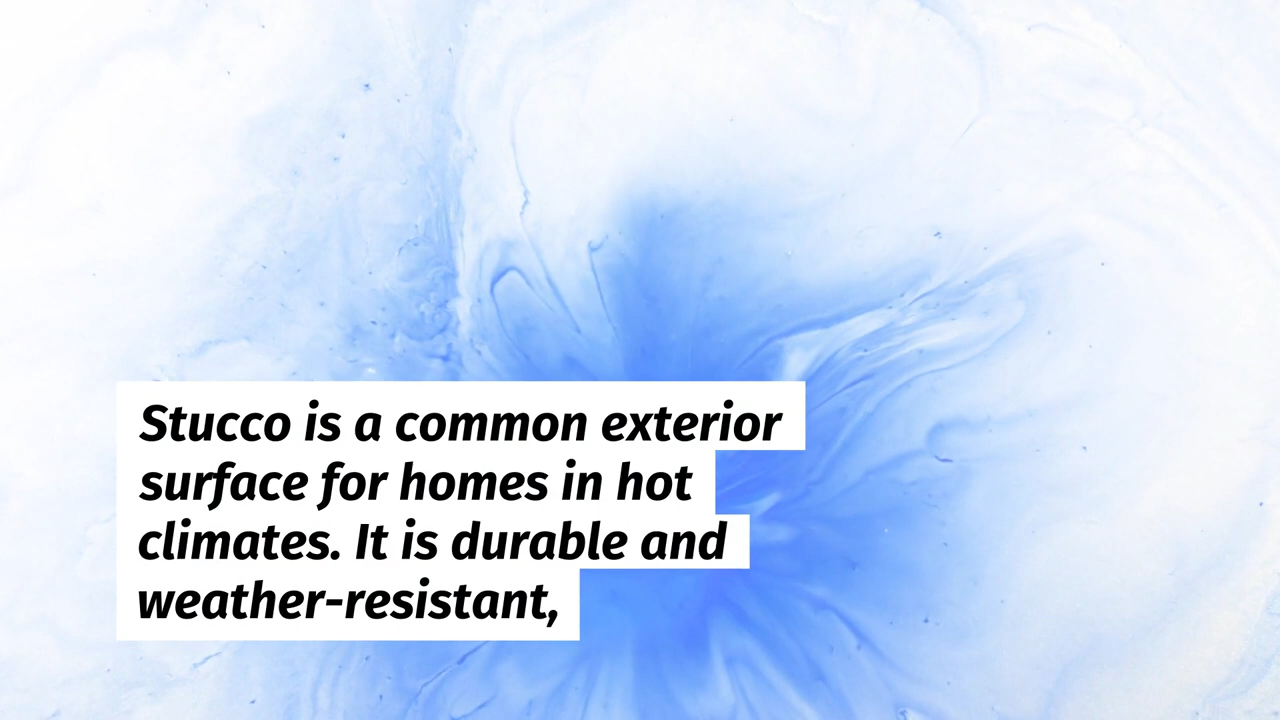 Stucco is a common exterior
surface for homes in hot
climates. It is durable and
weather-resistant,